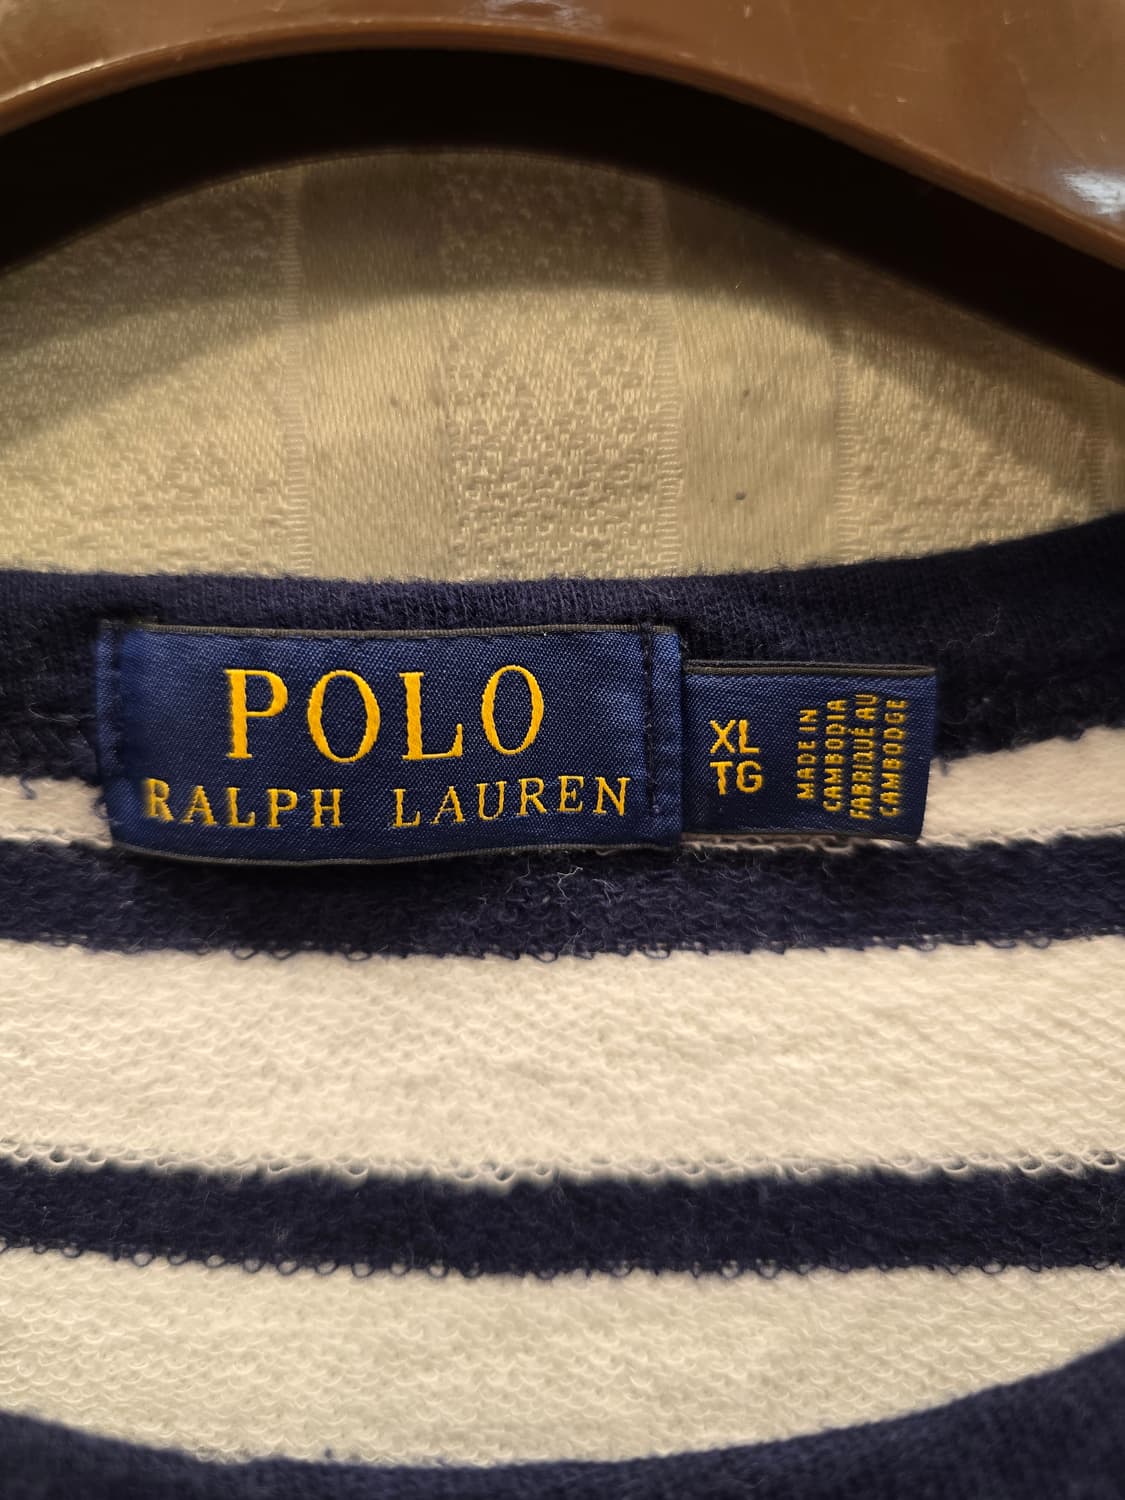 POLO
RALPH LAUREN
XL
TG
MADE IN
CAMBODIA
FABRIQUÉ AU
CAMBODGE